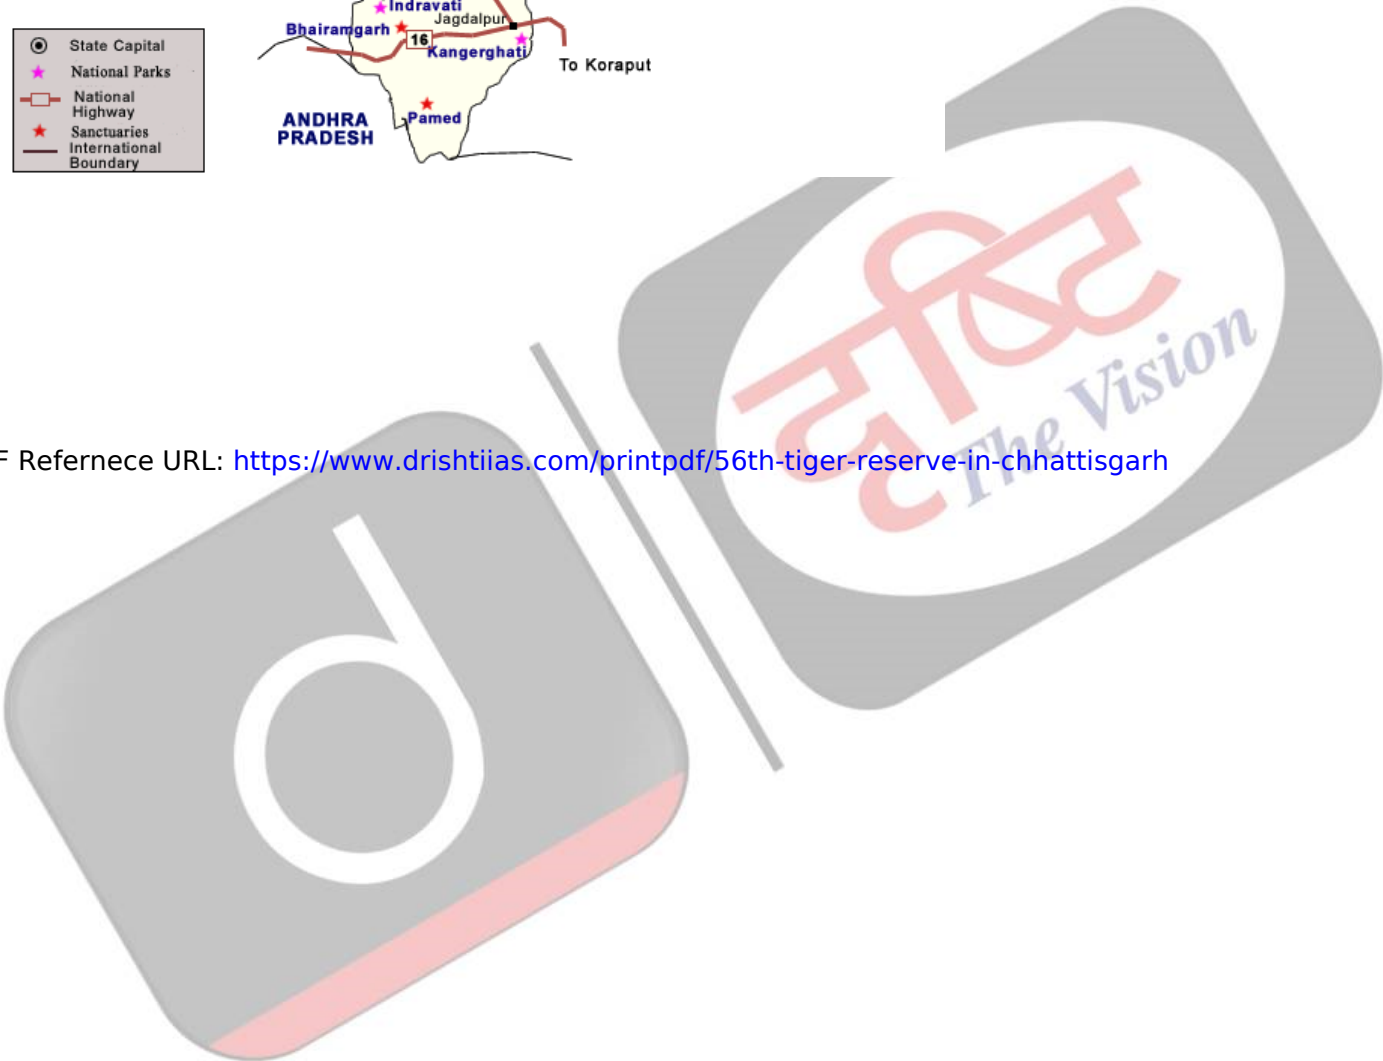 Indravati
Jagdalpur
Bhairamgarh
16
Kangerghati
To Koraput
ANDHRA
PRADESH
Pamed
State Capital
National Parks
National
Highway
Sanctuaries
International
Boundary
F Refernece URL: https://www.drishtiias.com/printpdf/56th-tiger-reserve-in-chhattisgarh
दृष्टि
The Vision
d